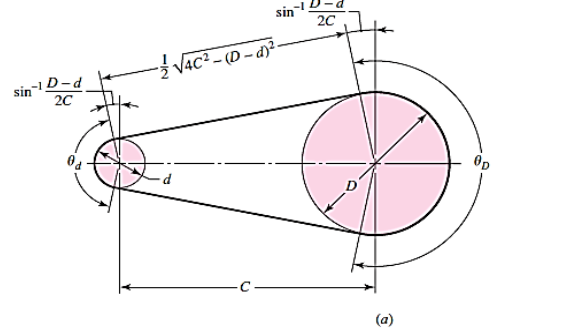 sin⁻¹ D – d / 2C
½ √4C² – (D – d)²
sin⁻¹ D – d / 2C
θd
d
D
θD
C
(a)